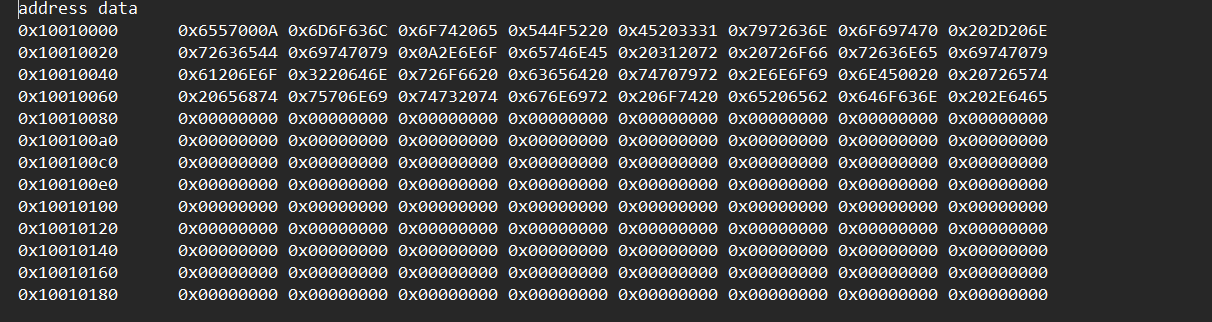 address data
0x10010000 0x6557000A 0x6D6F636C 0x6F742065 0x544F5220 0x45203331 0x7972636E 0x6F697470 0x202D206E
0x10010020 0x72636544 0x69747079 0x0A2E6E6F 0x65746E45 0x20312072 0x20726F66 0x72636E65 0x69747079
0x10010040 0x61206E6F 0x3220646E 0x726F6620 0x63656420 0x74707972 0x2E6E6F69 0x6E450020 0x20726574
0x10010060 0x20656874 0x75706E69 0x74732074 0x676E6972 0x206F7420 0x65206562 0x646F636E 0x202E6465
0x10010080 0x00000000 0x00000000 0x00000000 0x00000000 0x00000000 0x00000000 0x00000000 0x00000000
0x100100a0 0x00000000 0x00000000 0x00000000 0x00000000 0x00000000 0x00000000 0x00000000 0x00000000
0x100100c0 0x00000000 0x00000000 0x00000000 0x00000000 0x00000000 0x00000000 0x00000000 0x00000000
0x100100e0 0x00000000 0x00000000 0x00000000 0x00000000 0x00000000 0x00000000 0x00000000 0x00000000
0x10010100 0x00000000 0x00000000 0x00000000 0x00000000 0x00000000 0x00000000 0x00000000 0x00000000
0x10010120 0x00000000 0x00000000 0x00000000 0x00000000 0x00000000 0x00000000 0x00000000 0x00000000
0x10010140 0x00000000 0x00000000 0x00000000 0x00000000 0x00000000 0x00000000 0x00000000 0x00000000
0x10010160 0x00000000 0x00000000 0x00000000 0x00000000 0x00000000 0x00000000 0x00000000 0x00000000
0x10010180 0x00000000 0x00000000 0x00000000 0x00000000 0x00000000 0x00000000 0x00000000 0x00000000